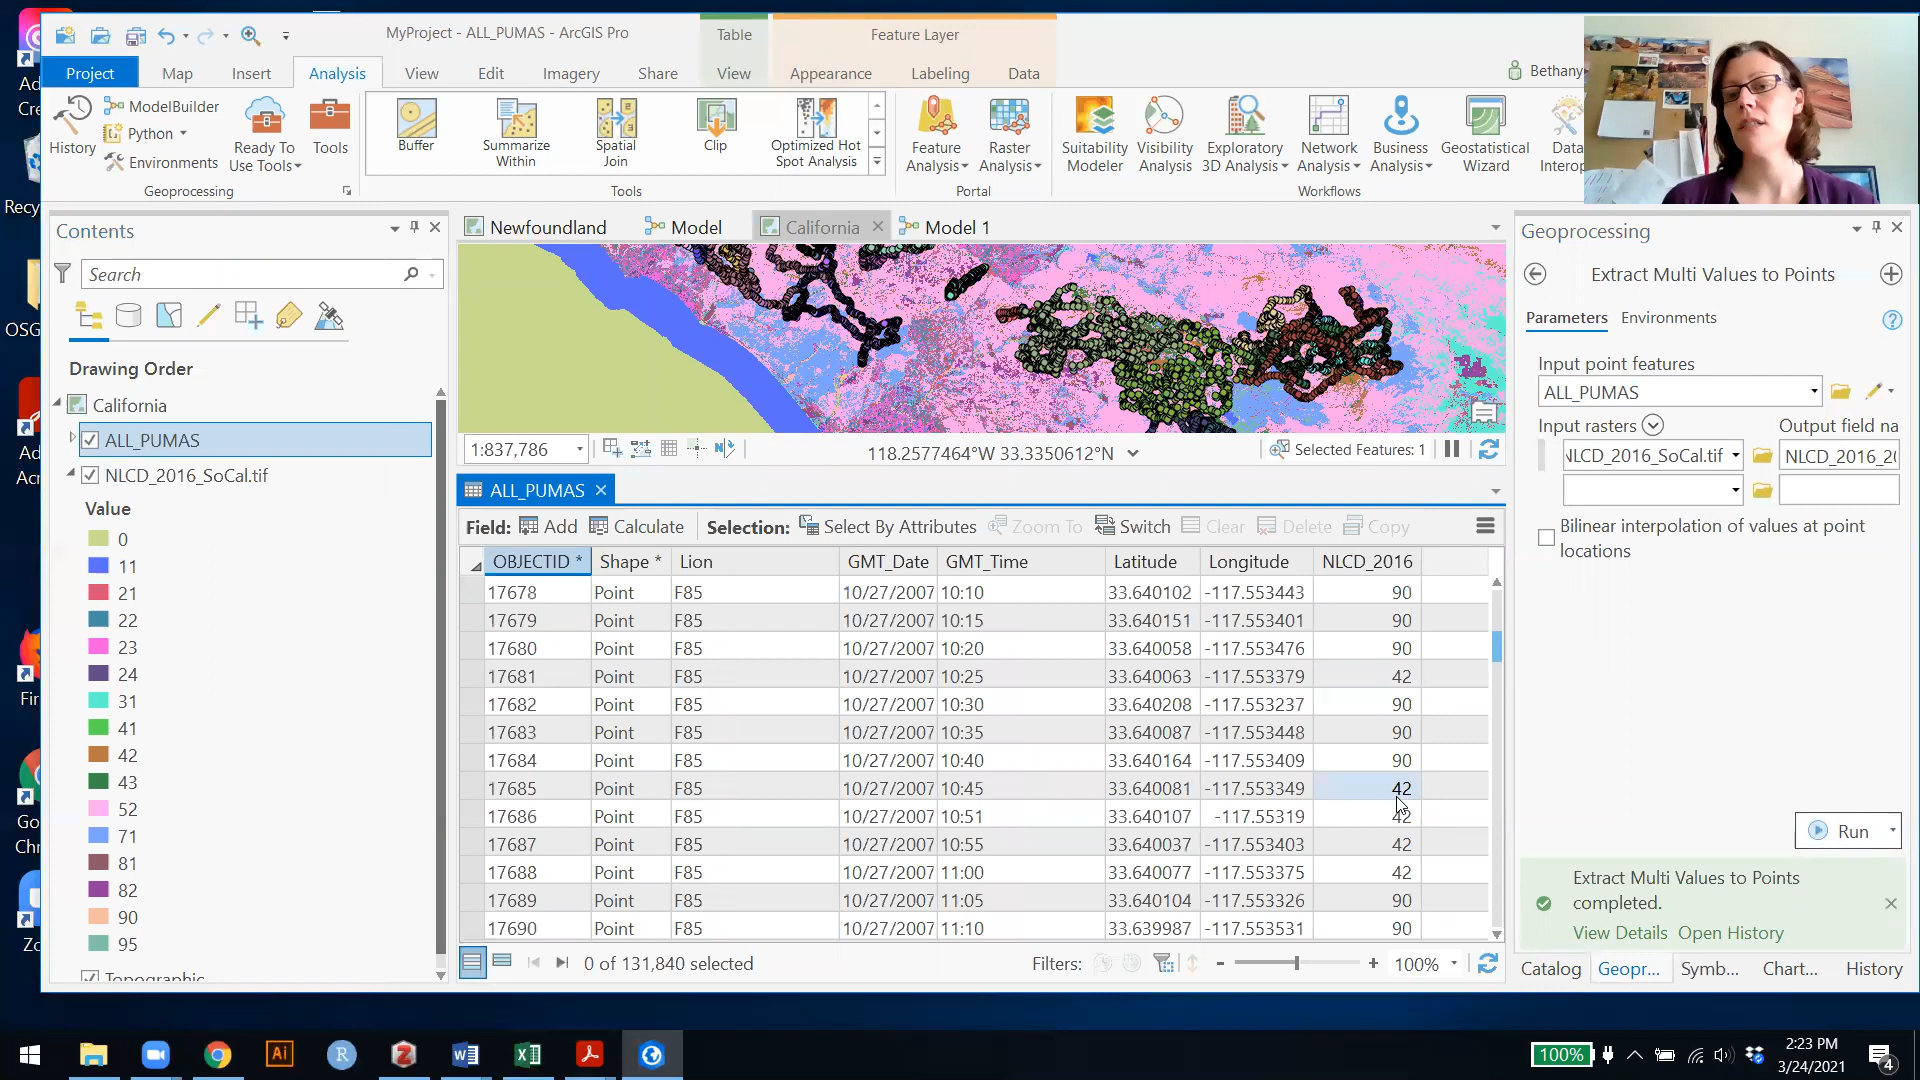 MyProject - ALL_PUMAS - ArcGIS Pro
Table
Feature Layer
Project
Map
Insert
Analysis
View
Edit
Imagery
Share
View
Appearance
Labeling
Data
Bethany
History
ModelBuilder
Python
Environments
Ready To Use Tools
Tools
Geoprocessing
Buffer
Summarize Within
Spatial Join
Clip
Optimized Hot Spot Analysis
Tools
Feature Analysis
Raster Analysis
Portal
Suitability Modeler
Visibility Analysis
Exploratory 3D Analysis
Network Analysis
Business Analysis
Geostatistical Wizard
Data Interop
Workflows
Contents
Search
Drawing Order
California
ALL_PUMAS
NLCD_2016_SoCal.tif
Value
0
11
21
22
23
24
31
41
42
43
52
71
81
82
90
95
Topographic
Newfoundland
Model
California
Model 1
1:837,786
118.2577464°W 33.3350612°N
Selected Features: 1
ALL_PUMAS
Field: Add Calculate Selection: Select By Attributes Zoom To Switch Clear Delete Copy
OBJECTID * Shape * Lion GMT_Date GMT_Time Latitude Longitude NLCD_2016
17678 Point F85 10/27/2007 10:10 33.640102 -117.553443 90
17679 Point F85 10/27/2007 10:15 33.640151 -117.553401 90
17680 Point F85 10/27/2007 10:20 33.640058 -117.553476 90
17681 Point F85 10/27/2007 10:25 33.640063 -117.553379 42
17682 Point F85 10/27/2007 10:30 33.640208 -117.553237 90
17683 Point F85 10/27/2007 10:35 33.640087 -117.553448 90
17684 Point F85 10/27/2007 10:40 33.640164 -117.553409 90
17685 Point F85 10/27/2007 10:45 33.640081 -117.553349 42
17686 Point F85 10/27/2007 10:51 33.640107 -117.55319 42
17687 Point F85 10/27/2007 10:55 33.640037 -117.553403 42
17688 Point F85 10/27/2007 11:00 33.640077 -117.553375 42
17689 Point F85 10/27/2007 11:05 33.640104 -117.553326 90
17690 Point F85 10/27/2007 11:10 33.639987 -117.553531 90
0 of 131,840 selected
Filters:
- + 100%
Geoprocessing
Extract Multi Values to Points
Parameters Environments
Input point features
ALL_PUMAS
Input rasters
Output field na
NLCD_2016_SoCal.tif
NLCD_2016_20
Bilinear interpolation of values at point
locations
Run
Extract Multi Values to Points
completed.
View Details Open History
Catalog Geopr... Symb... Chart... History
Ad
Cre
Recy
OSG
Ad
Acr
Fir
Go
Chr
Zo
Ai
R
100%
2:23 PM
3/24/2021
4